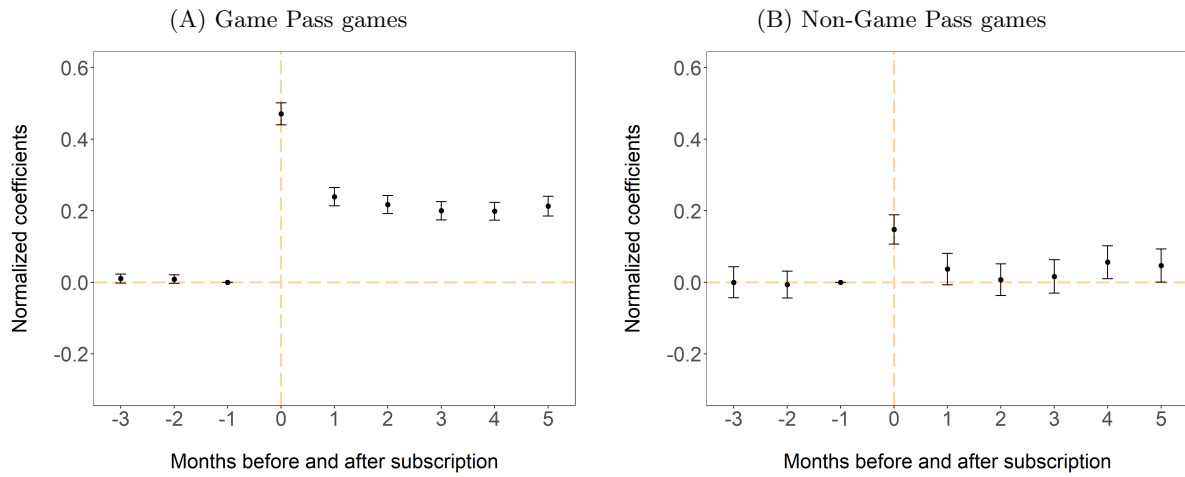 (A) Game Pass games
0.6
0.4
0.2
0.0
-0.2
Normalized coefficients
-3 -2 -1 0 1 2 3 4 5
Months before and after subscription
(B) Non-Game Pass games
0.6
0.4
0.2
0.0
-0.2
Normalized coefficients
-3 -2 -1 0 1 2 3 4 5
Months before and after subscription